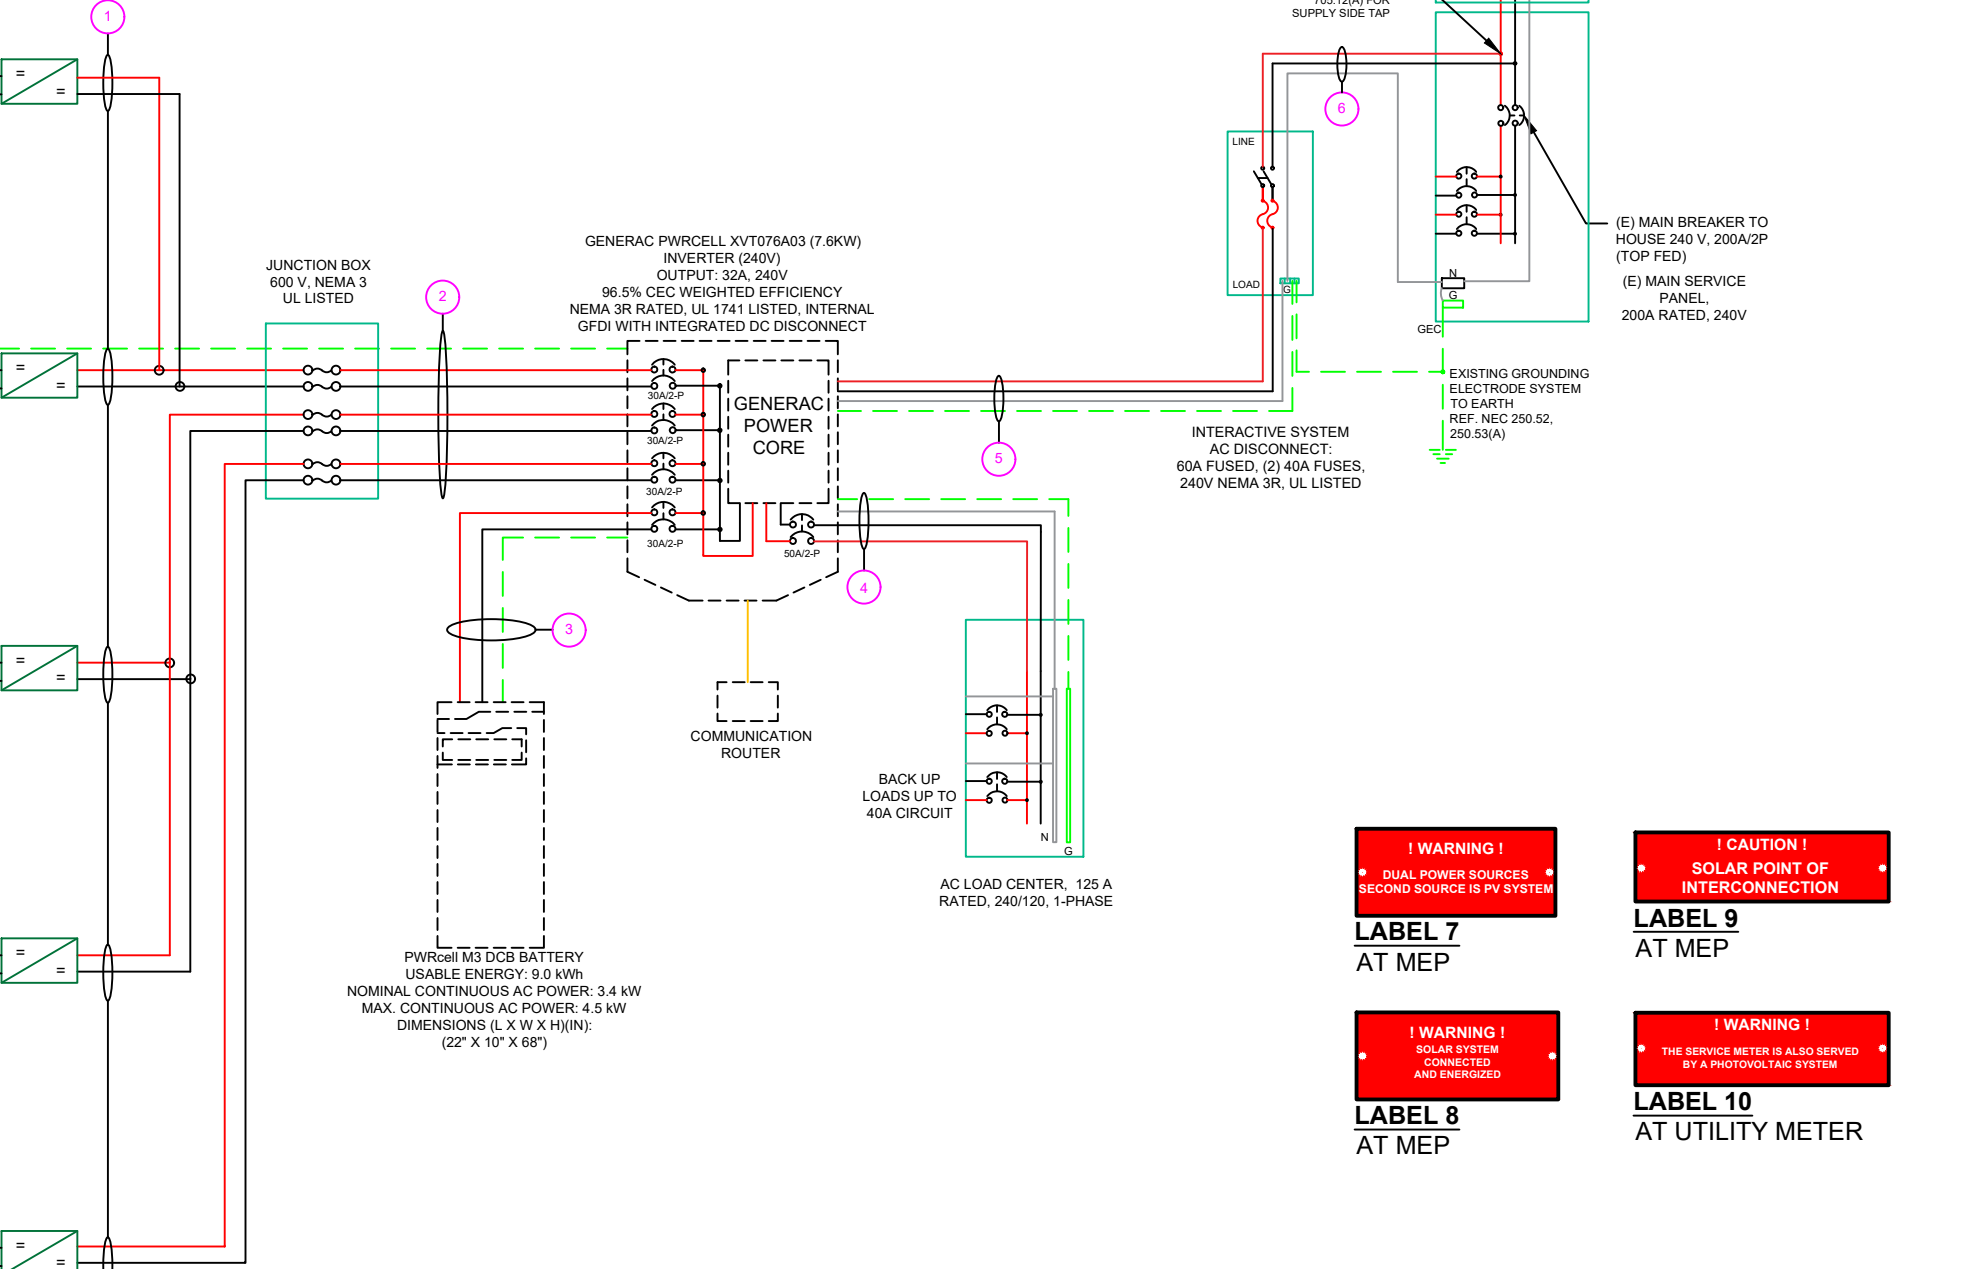 1
705.12(A) FOR
SUPPLY SIDE TAP
=
=
6
LINE
LOAD
G
N
G
GEC
(E) MAIN BREAKER TO
HOUSE 240 V, 200A/2P
(TOP FED)
(E) MAIN SERVICE
PANEL,
200A RATED, 240V
EXISTING GROUNDING
ELECTRODE SYSTEM
TO EARTH
REF. NEC 250.52,
250.53(A)
INTERACTIVE SYSTEM
AC DISCONNECT:
60A FUSED, (2) 40A FUSES,
240V NEMA 3R, UL LISTED
JUNCTION BOX
600 V, NEMA 3
UL LISTED
2
GENERAC PWRCELL XVT076A03 (7.6KW)
INVERTER (240V)
OUTPUT: 32A, 240V
96.5% CEC WEIGHTED EFFICIENCY
NEMA 3R RATED, UL 1741 LISTED, INTERNAL
GFDI WITH INTEGRATED DC DISCONNECT
=
=
30A/2-P
30A/2-P
30A/2-P
30A/2-P
GENERAC
POWER
CORE
50A/2-P
5
4
3
=
=
COMMUNICATION
ROUTER
BACK UP
LOADS UP TO
40A CIRCUIT
N
G
AC LOAD CENTER, 125 A
RATED, 240/120, 1-PHASE
=
=
PWRcell M3 DCB BATTERY
USABLE ENERGY: 9.0 kWh
NOMINAL CONTINUOUS AC POWER: 3.4 kW
MAX. CONTINUOUS AC POWER: 4.5 kW
DIMENSIONS (L X W X H)(IN):
(22" X 10" X 68")
=
=
! WARNING !
DUAL POWER SOURCES
SECOND SOURCE IS PV SYSTEM
LABEL 7
AT MEP
! CAUTION !
SOLAR POINT OF
INTERCONNECTION
LABEL 9
AT MEP
! WARNING !
SOLAR SYSTEM
CONNECTED
AND ENERGIZED
LABEL 8
AT MEP
! WARNING !
THE SERVICE METER IS ALSO SERVED
BY A PHOTOVOLTAIC SYSTEM
LABEL 10
AT UTILITY METER